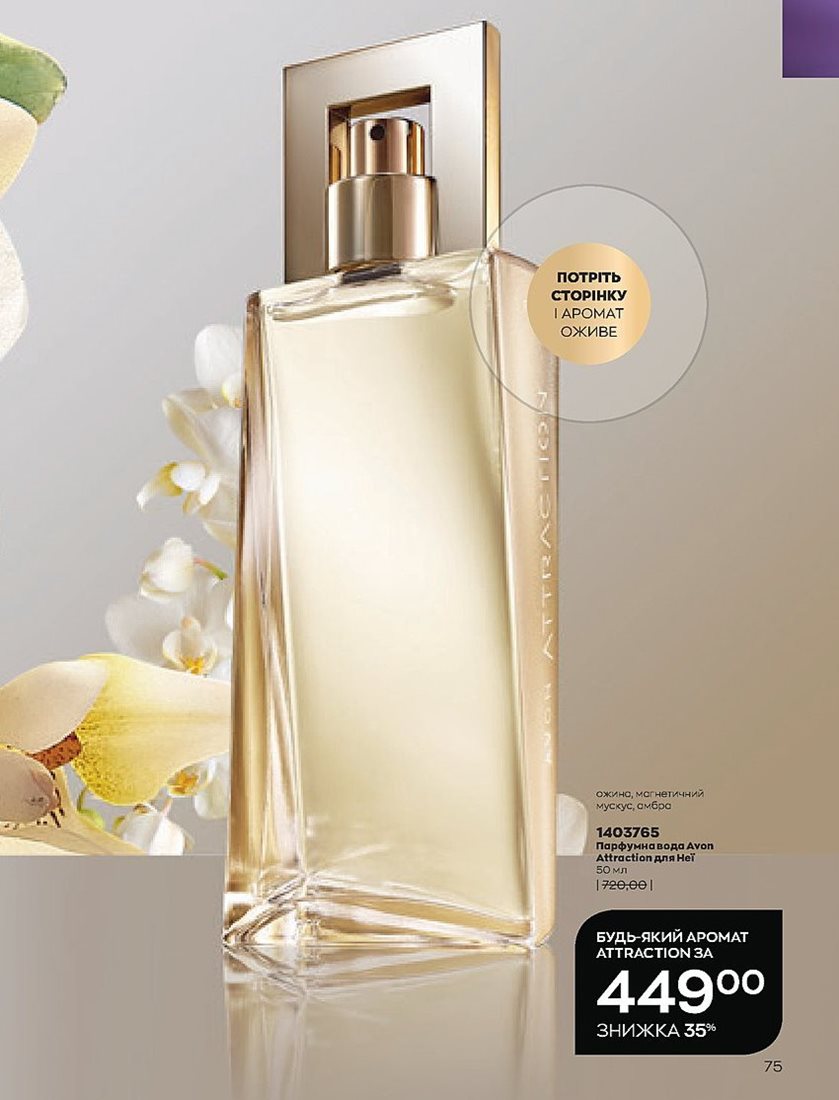 ПОТРІТЬ
СТОРІНКУ
І АРОМАТ
ОЖИВЕ
AVON ATTRACTION
ожина, магнетичний
мускус, амбра
1403765
Парфумна вода Avon
Attraction для Неї
50 мл
| 720,00 |
БУДЬ-ЯКИЙ АРОМАТ
ATTRACTION ЗА
449⁰⁰
ЗНИЖКА 35%
75